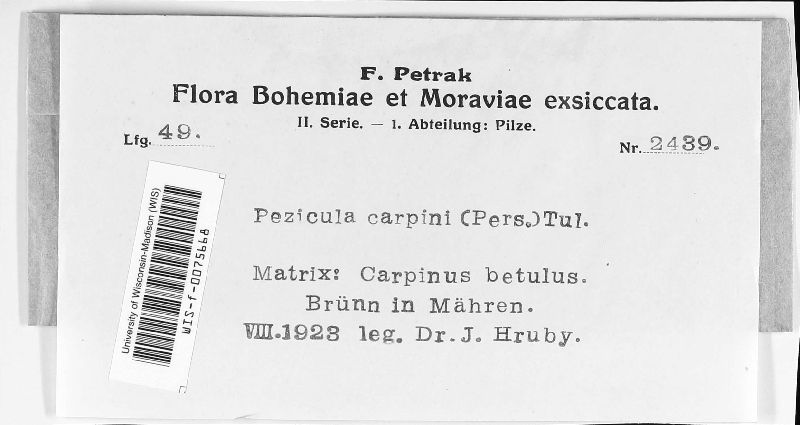 F. Petrak
Flora Bohemiae et Moraviae exsiccata.
II. Serie. — 1. Abteilung: Pilze.
Lfg. 49.
Nr. 2439.
Pezicula carpini (Pers.) Tul.
Matrix: Carpinus betulus.
Brünn in Mähren.
VIII.1923 leg. Dr. J. Hruby.
University of Wisconsin-Madison (WIS)
WIS-f-0075668